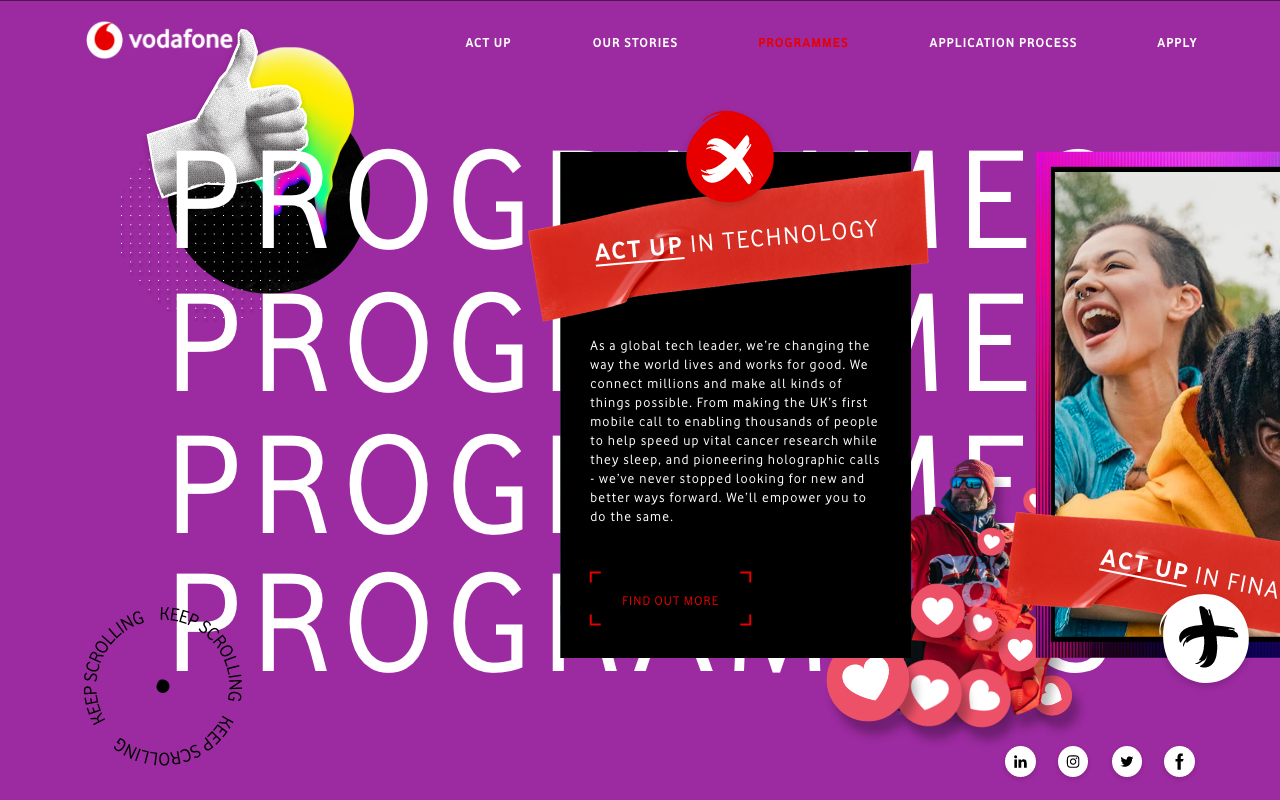 vodafone
ACT UP
OUR STORIES
PROGRAMMES
APPLICATION PROCESS
APPLY
ACT UP IN TECHNOLOGY
As a global tech leader, we're changing the
way the world lives and works for good. We
connect millions and make all kinds of
things possible. From making the UK's first
mobile call to enabling thousands of people
to help speed up vital cancer research while
they sleep, and pioneering holographic calls
- we've never stopped looking for new and
better ways forward. We'll empower you to
do the same.
FIND OUT MORE
ACT UP IN FINA
KEEP SCROLLING KEEP SCROLLING KEEP SCROLLING
in
f